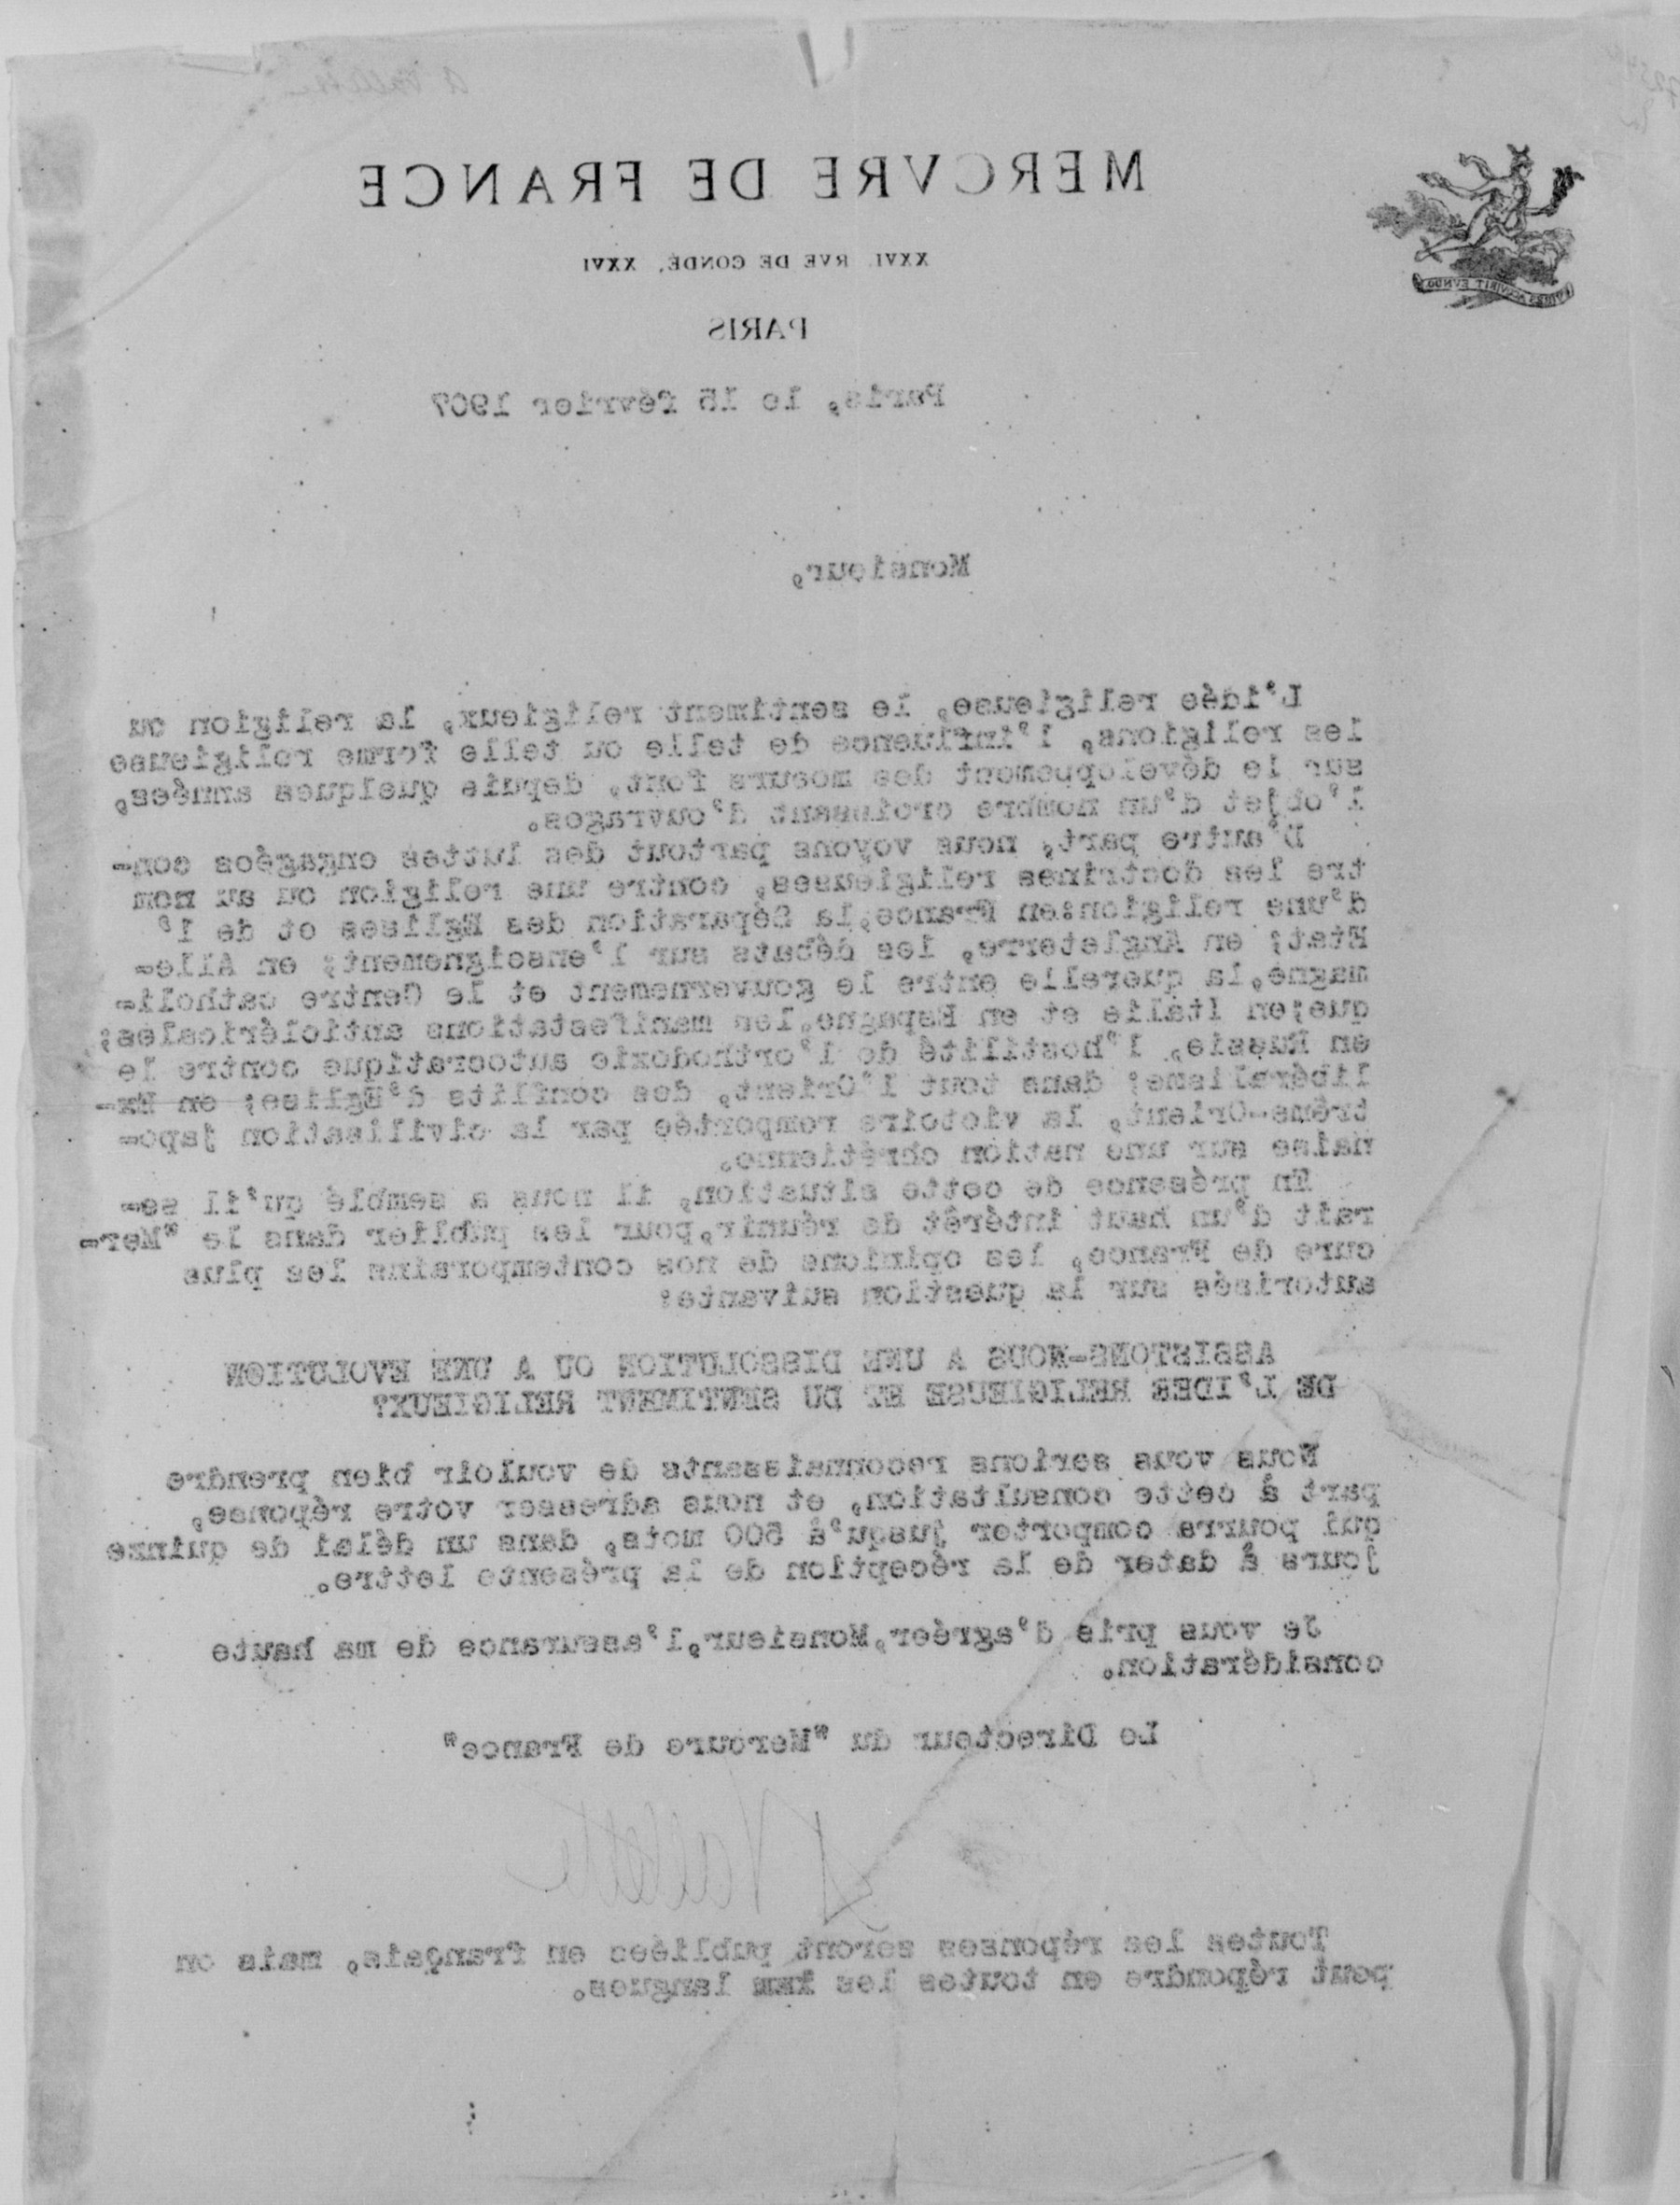 A Vallette
MERCVRE DE FRANCE
XXVI, RVE DE CONDÉ, XXVI
PARIS
VIRES ACQVIRIT EVNDO
Paris, le 15 février 1907
Monsieur,
L'idée religieuse, le sentiment religieux, la religion ou
les religions, l'influence de telle ou telle forme religieuse
sur le développement des moeurs font, depuis quelques années,
l'objet d'un nombre croissant d'ouvrages.
D'autre part, nous voyons partout des luttes engagées con-
tre les doctrines religieuses, contre une religion ou au nom
d'une religion:en France,la Séparation des Eglises et de l'
Etat; en Angleterre, les débats sur l'enseignement; en Alle-
magne,la querelle entre le gouvernement et le Centre catholi-
que;en Italie et en Espagne,les manifestations anticléricales;
en Russie, l'hostilité de l'orthodoxie autocratique contre le
libéralisme; dans tout l'Orient, des conflits d'Eglise; en Ex-
trême-Orient, la victoire remportée par la civilisation japo-
naise sur une nation chrétienne.
En présence de cette situation, il nous a semblé qu'il se-
rait d'un haut intérêt de réunir,pour les publier dans le "Mer-
cure de France, les opinions de nos contemporains les plus
autorisés sur la question suivante:
ASSISTONS-NOUS A UNE DISSOLUTION OU A UNE EVOLUTION
DE L'IDEE RELIGIEUSE ET DU SENTIMENT RELIGIEUX?
Nous vous serions reconnaissants de vouloir bien prendre
part à cette consultation, et nous adresser votre réponse,
qui pourra comporter jusqu'à 500 mots, dans un délai de quinze
jours à dater de la réception de la présente lettre.
Je vous prie d'agréer,Monsieur,l'assurance de ma haute
considération.
Le Directeur du "Mercure de France"
A Vallette
Toutes les réponses seront publiées en français, mais on
peut répondre en toutes les langues.